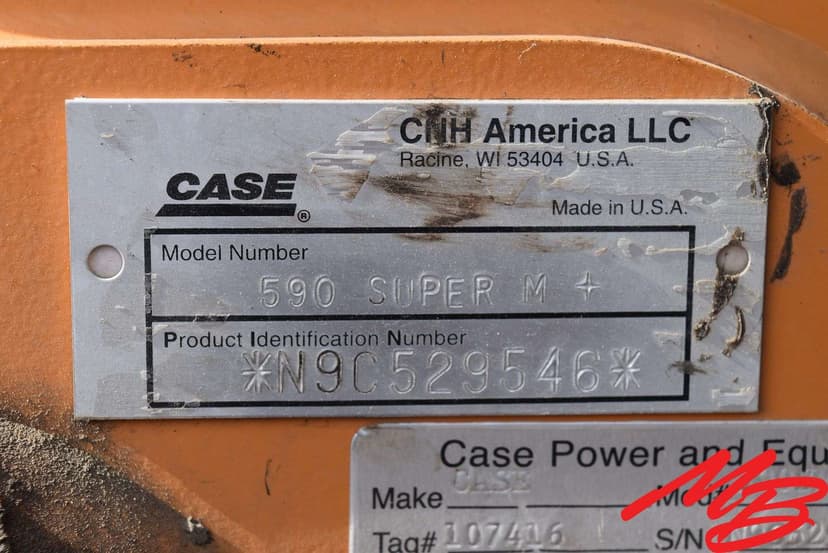 CNH America LLC
Racine, WI 53404 U.S.A.
CASE®
Made in U.S.A.
Model Number
590 SUPER M +
Product Identification Number
*N9C529546*
Case Power and Equ
Make CASE
Tag# 107416 S/N
MB